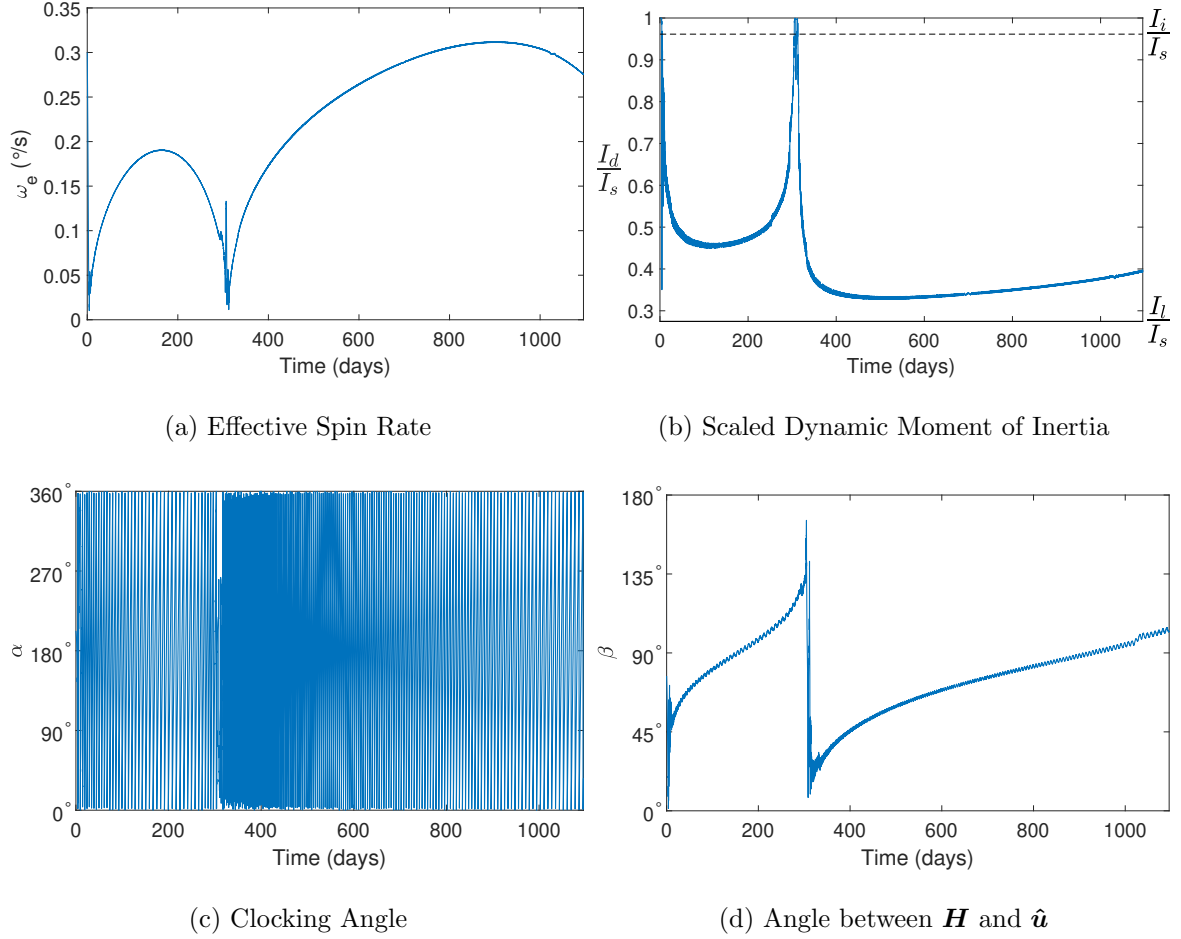 0.35
0.3
0.25
0.2
0.15
0.1
0.05
0
ω_e (°/s)
0 200 400 600 800 1000
Time (days)
(a) Effective Spin Rate
1
0.9
0.8
0.7
0.6
0.5
0.4
0.3
I_d
I_s
I_i
I_s
I_l
I_s
0 200 400 600 800 1000
Time (days)
(b) Scaled Dynamic Moment of Inertia
360°
270°
180°
90°
0°
α
0 200 400 600 800 1000
Time (days)
(c) Clocking Angle
180°
135°
90°
45°
0°
β
0 200 400 600 800 1000
Time (days)
(d) Angle between H and û